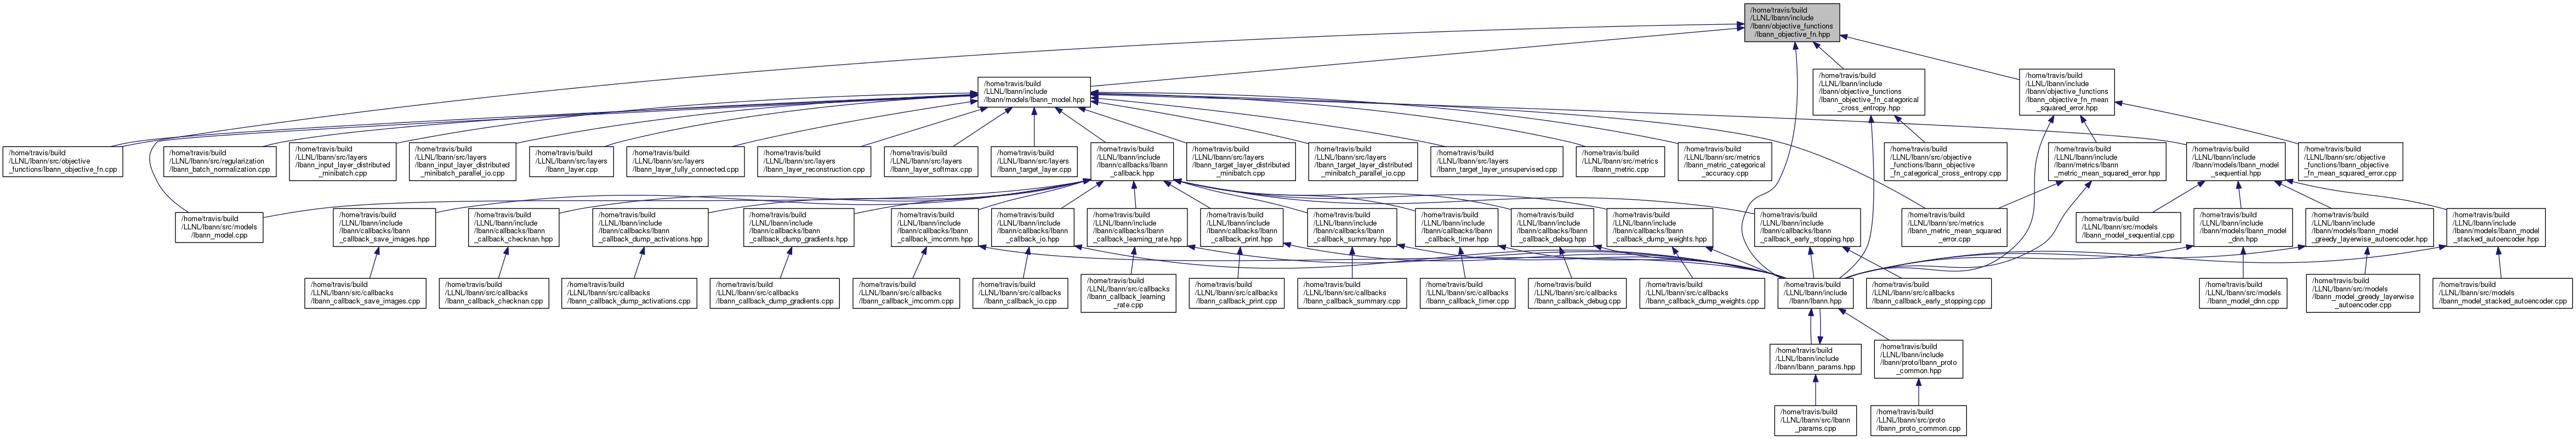 /home/travis/build
/LLNL/lbann/include
/lbann/objective_functions
/lbann_objective_fn.hpp
/home/travis/build
/LLNL/lbann/include
/lbann/models/lbann_model.hpp
/home/travis/build
/LLNL/lbann/include
/lbann/objective_functions
/lbann_objective_fn_categorical
_cross_entropy.hpp
/home/travis/build
/LLNL/lbann/include
/lbann/objective_functions
/lbann_objective_fn_mean
_squared_error.hpp
/home/travis/build
/LLNL/lbann/src/objective
_functions/lbann_objective_fn.cpp
/home/travis/build
/LLNL/lbann/src/regularization
/lbann_batch_normalization.cpp
/home/travis/build
/LLNL/lbann/src/layers
/lbann_input_layer_distributed
_minibatch.cpp
/home/travis/build
/LLNL/lbann/src/layers
/lbann_input_layer_distributed
_minibatch_parallel_io.cpp
/home/travis/build
/LLNL/lbann/src/layers
/lbann_layer.cpp
/home/travis/build
/LLNL/lbann/src/layers
/lbann_layer_fully_connected.cpp
/home/travis/build
/LLNL/lbann/src/layers
/lbann_layer_reconstruction.cpp
/home/travis/build
/LLNL/lbann/src/layers
/lbann_layer_softmax.cpp
/home/travis/build
/LLNL/lbann/src/layers
/lbann_target_layer.cpp
/home/travis/build
/LLNL/lbann/include
/lbann/callbacks/lbann
_callback.hpp
/home/travis/build
/LLNL/lbann/src/layers
/lbann_target_layer_distributed
_minibatch.cpp
/home/travis/build
/LLNL/lbann/src/layers
/lbann_target_layer_distributed
_minibatch_parallel_io.cpp
/home/travis/build
/LLNL/lbann/src/layers
/lbann_target_layer_unsupervised.cpp
/home/travis/build
/LLNL/lbann/src/metrics
/lbann_metric.cpp
/home/travis/build
/LLNL/lbann/src/metrics
/lbann_metric_categorical
_accuracy.cpp
/home/travis/build
/LLNL/lbann/src/objective
_functions/lbann_objective
_fn_categorical_cross_entropy.cpp
/home/travis/build
/LLNL/lbann/include
/lbann/metrics/lbann
_metric_mean_squared_error.hpp
/home/travis/build
/LLNL/lbann/include
/lbann/models/lbann_model
_sequential.hpp
/home/travis/build
/LLNL/lbann/src/objective
_functions/lbann_objective
_fn_mean_squared_error.cpp
/home/travis/build
/LLNL/lbann/src/models
/lbann_model.cpp
/home/travis/build
/LLNL/lbann/include
/lbann/callbacks/lbann
_callback_save_images.hpp
/home/travis/build
/LLNL/lbann/include
/lbann/callbacks/lbann
_callback_checknan.hpp
/home/travis/build
/LLNL/lbann/include
/lbann/callbacks/lbann
_callback_dump_activations.hpp
/home/travis/build
/LLNL/lbann/include
/lbann/callbacks/lbann
_callback_dump_gradients.hpp
/home/travis/build
/LLNL/lbann/include
/lbann/callbacks/lbann
_callback_imcomm.hpp
/home/travis/build
/LLNL/lbann/include
/lbann/callbacks/lbann
_callback_io.hpp
/home/travis/build
/LLNL/lbann/include
/lbann/callbacks/lbann
_callback_learning_rate.hpp
/home/travis/build
/LLNL/lbann/include
/lbann/callbacks/lbann
_callback_print.hpp
/home/travis/build
/LLNL/lbann/include
/lbann/callbacks/lbann
_callback_summary.hpp
/home/travis/build
/LLNL/lbann/include
/lbann/callbacks/lbann
_callback_timer.hpp
/home/travis/build
/LLNL/lbann/include
/lbann/callbacks/lbann
_callback_debug.hpp
/home/travis/build
/LLNL/lbann/include
/lbann/callbacks/lbann
_callback_dump_weights.hpp
/home/travis/build
/LLNL/lbann/include
/lbann/callbacks/lbann
_callback_early_stopping.hpp
/home/travis/build
/LLNL/lbann/src/metrics
/lbann_metric_mean_squared
_error.cpp
/home/travis/build
/LLNL/lbann/src/models
/lbann_model_sequential.cpp
/home/travis/build
/LLNL/lbann/include
/lbann/models/lbann_model
_dnn.hpp
/home/travis/build
/LLNL/lbann/include
/lbann/models/lbann_model
_greedy_layerwise_autoencoder.hpp
/home/travis/build
/LLNL/lbann/include
/lbann/models/lbann_model
_stacked_autoencoder.hpp
/home/travis/build
/LLNL/lbann/src/callbacks
/lbann_callback_save_images.cpp
/home/travis/build
/LLNL/lbann/src/callbacks
/lbann_callback_checknan.cpp
/home/travis/build
/LLNL/lbann/src/callbacks
/lbann_callback_dump_activations.cpp
/home/travis/build
/LLNL/lbann/src/callbacks
/lbann_callback_dump_gradients.cpp
/home/travis/build
/LLNL/lbann/src/callbacks
/lbann_callback_imcomm.cpp
/home/travis/build
/LLNL/lbann/src/callbacks
/lbann_callback_io.cpp
/home/travis/build
/LLNL/lbann/src/callbacks
/lbann_callback_learning
_rate.cpp
/home/travis/build
/LLNL/lbann/src/callbacks
/lbann_callback_print.cpp
/home/travis/build
/LLNL/lbann/src/callbacks
/lbann_callback_summary.cpp
/home/travis/build
/LLNL/lbann/src/callbacks
/lbann_callback_timer.cpp
/home/travis/build
/LLNL/lbann/src/callbacks
/lbann_callback_debug.cpp
/home/travis/build
/LLNL/lbann/src/callbacks
/lbann_callback_dump_weights.cpp
/home/travis/build
/LLNL/lbann/include
/lbann/lbann.hpp
/home/travis/build
/LLNL/lbann/src/callbacks
/lbann_callback_early_stopping.cpp
/home/travis/build
/LLNL/lbann/src/models
/lbann_model_dnn.cpp
/home/travis/build
/LLNL/lbann/src/models
/lbann_model_greedy_layerwise
_autoencoder.cpp
/home/travis/build
/LLNL/lbann/src/models
/lbann_model_stacked_autoencoder.cpp
/home/travis/build
/LLNL/lbann/include
/lbann/lbann_params.hpp
/home/travis/build
/LLNL/lbann/include
/lbann/proto/lbann_proto
_common.hpp
/home/travis/build
/LLNL/lbann/src/lbann
_params.cpp
/home/travis/build
/LLNL/lbann/src/proto
/lbann_proto_common.cpp